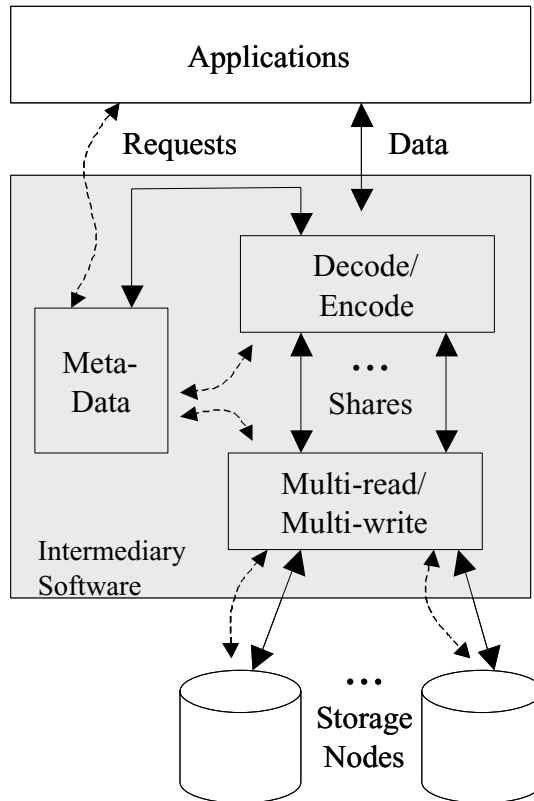 Applications
Requests
Data
Decode/
Encode
Meta-
Data
...
Shares
Multi-read/
Multi-write
Intermediary
Software
...
Storage
Nodes